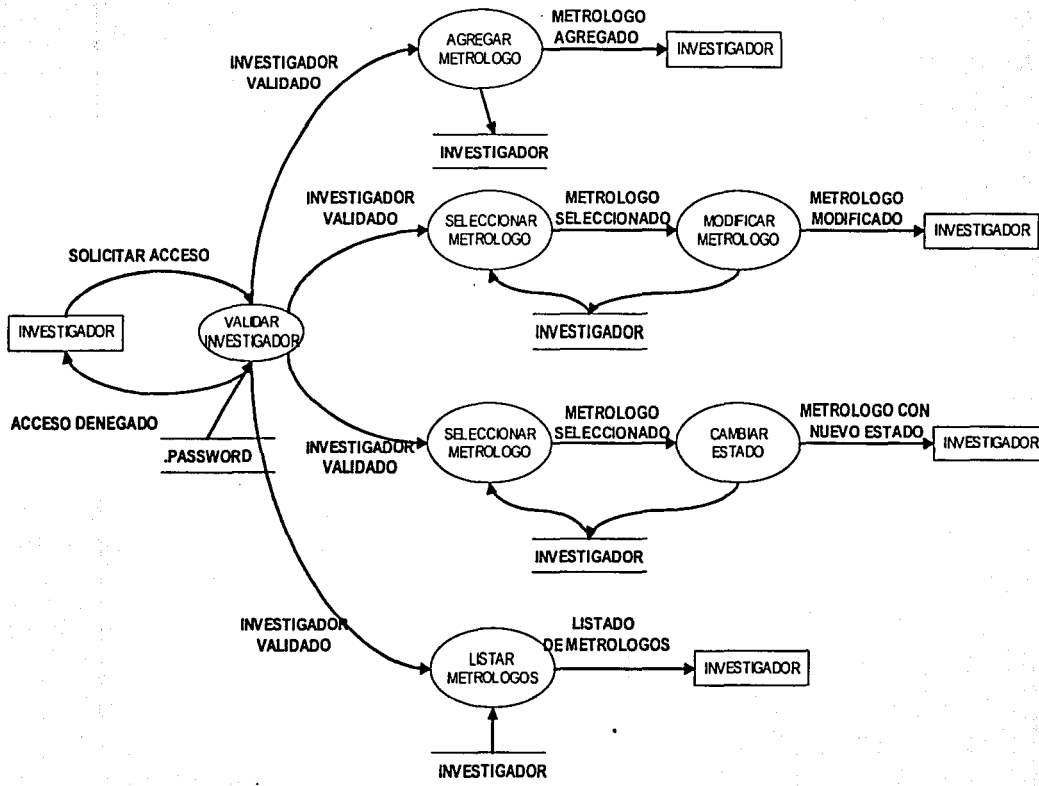 METROLOGO
AGREGADO
AGREGAR
METROLOGO
INVESTIGADOR
INVESTIGADOR
VALIDADO
INVESTIGADOR
INVESTIGADOR
VALIDADO
SELECCIONAR
METROLOGO
METROLOGO
SELECCIONADO
MODIFICAR
METROLOGO
METROLOGO
MODIFICADO
INVESTIGADOR
SOLICITAR ACCESO
INVESTIGADOR
VALIDAR
INVESTIGADOR
INVESTIGADOR
ACCESO DENEGADO
.PASSWORD
INVESTIGADOR
VALIDADO
SELECCIONAR
METROLOGO
METROLOGO
SELECCIONADO
CAMBIAR
ESTADO
METROLOGO CON
NUEVO ESTADO
INVESTIGADOR
INVESTIGADOR
INVESTIGADOR
VALIDADO
LISTAR
METROLOGOS
LISTADO
DE METROLOGOS
INVESTIGADOR
INVESTIGADOR